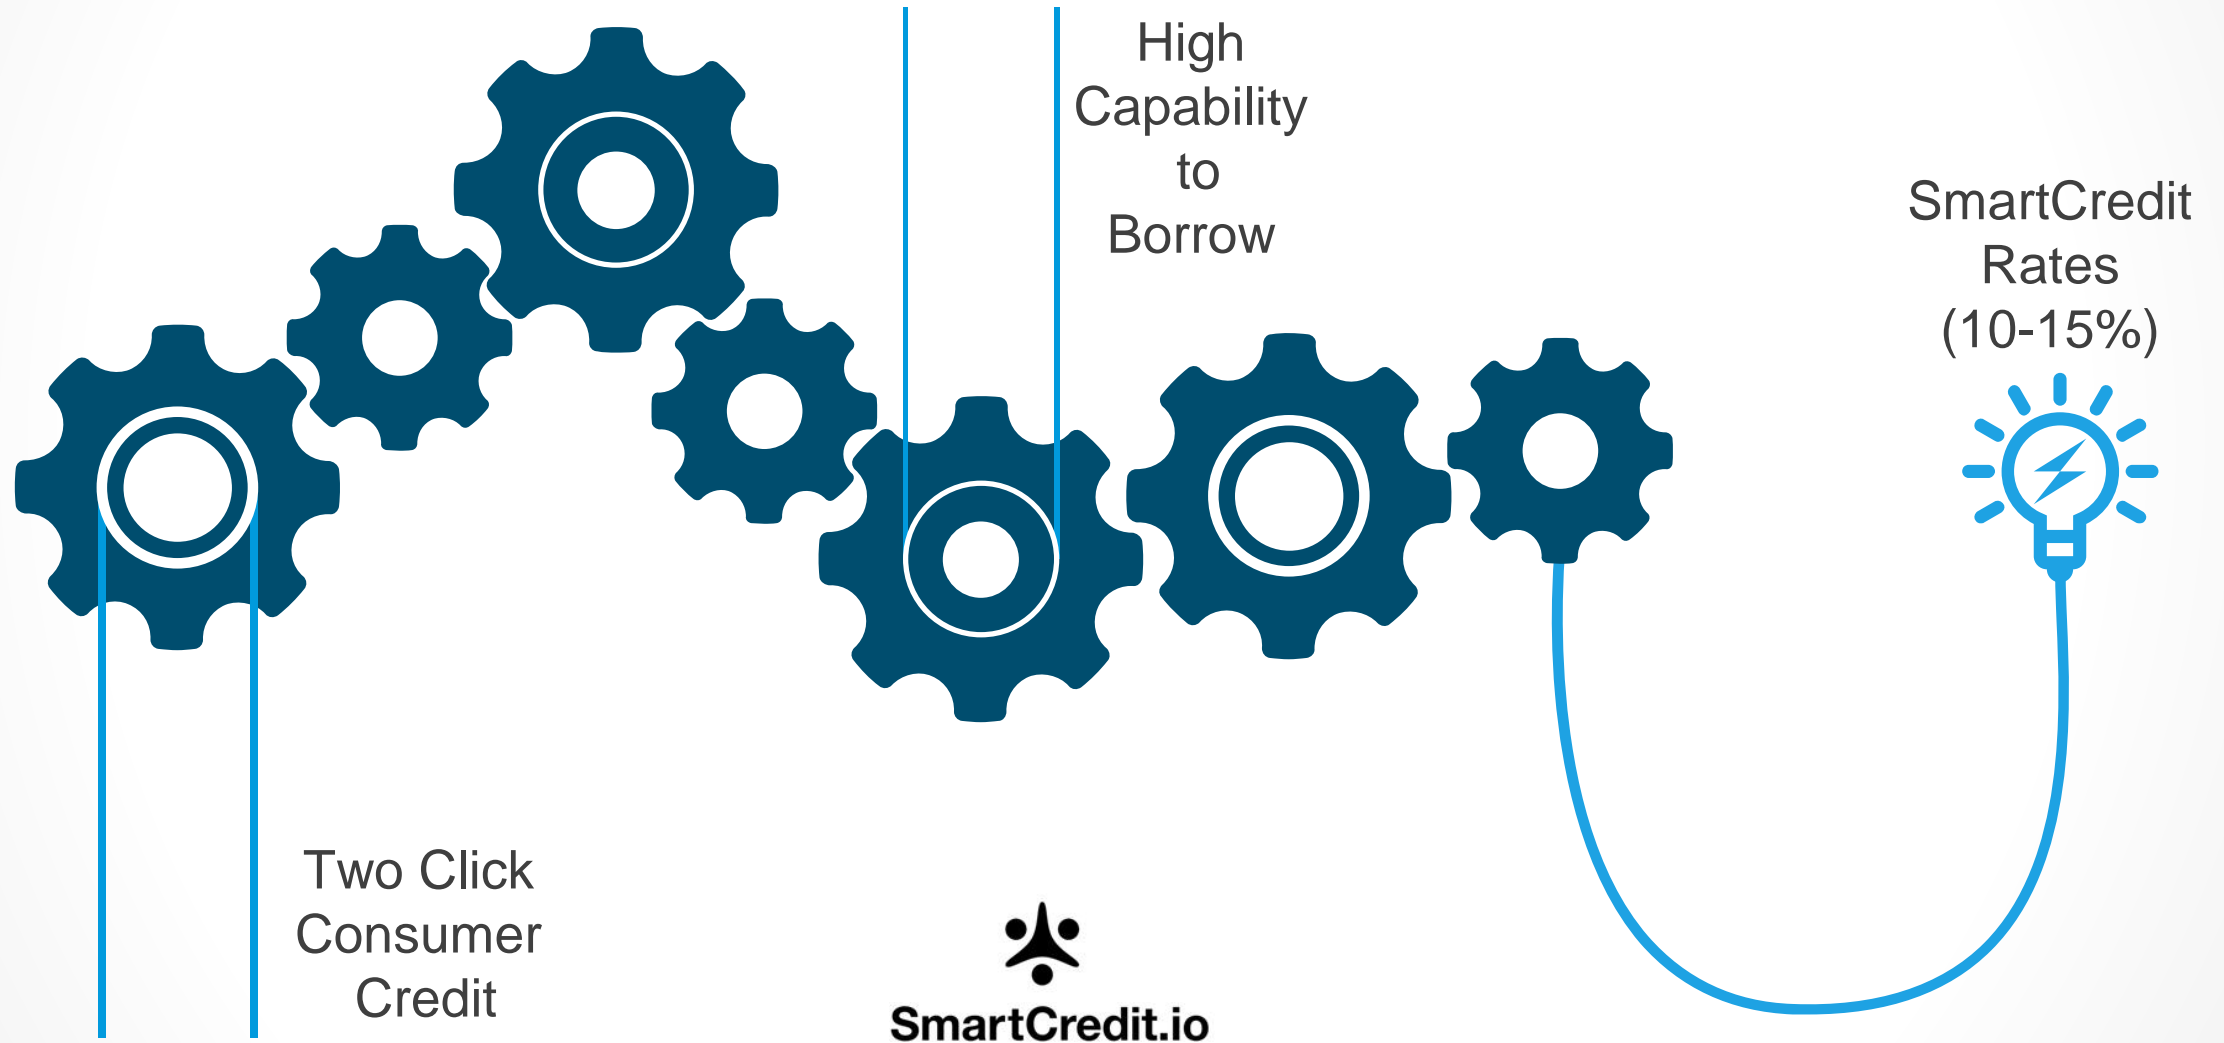 High
Capability
to
Borrow
SmartCredit
Rates
(10-15%)
Two Click
Consumer
Credit
SmartCredit.io